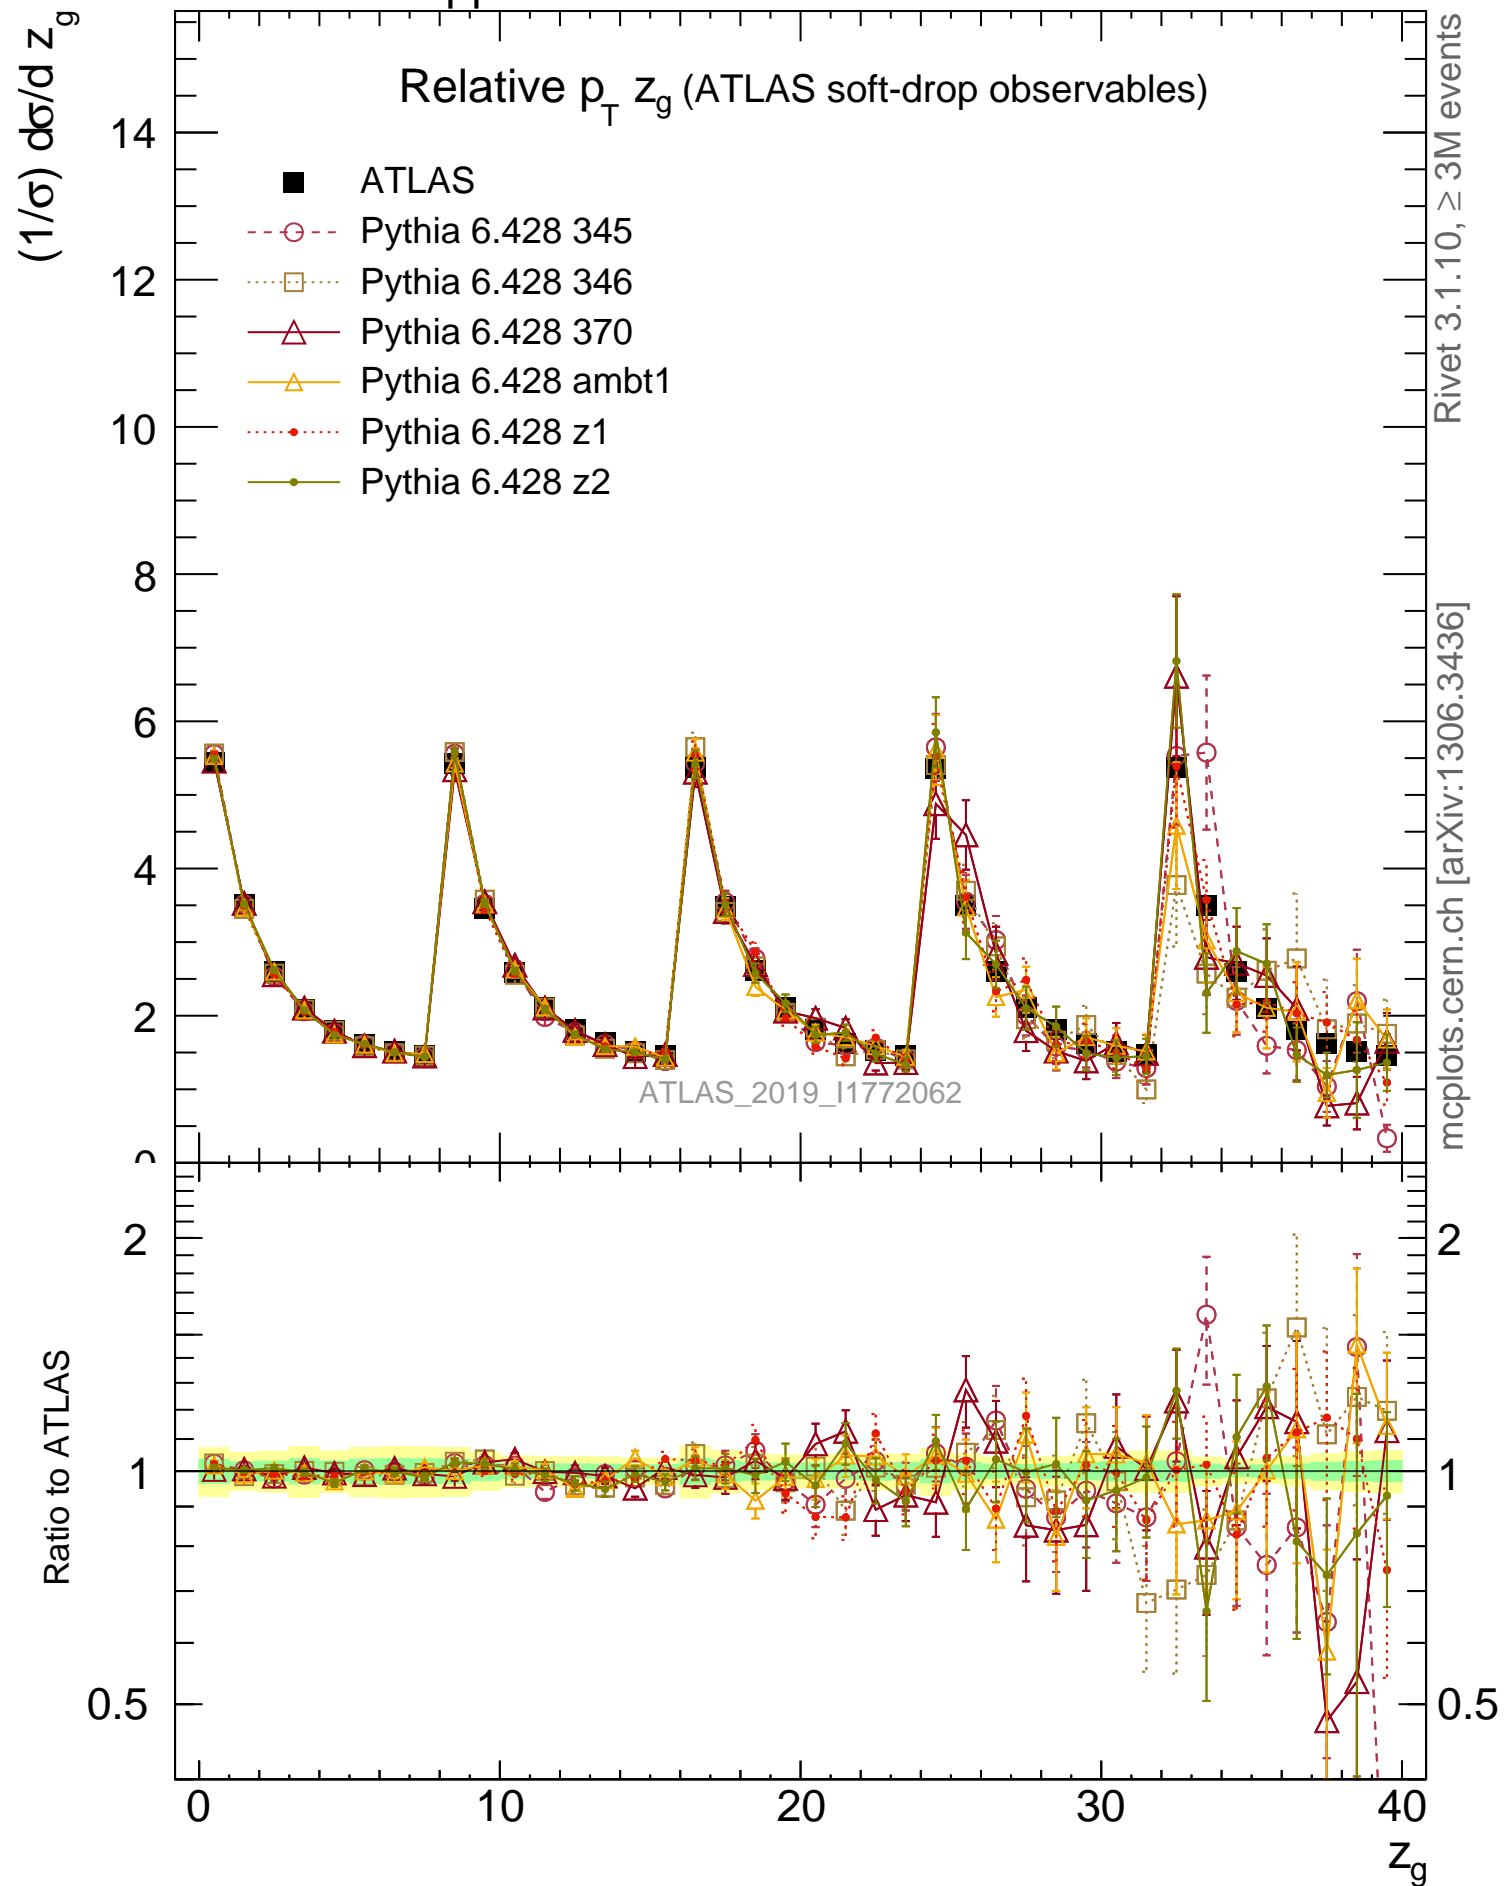 pp
(1/σ) dσ/d z_g
Relative p_T z_g (ATLAS soft-drop observables)
ATLAS
Pythia 6.428 345
Pythia 6.428 346
Pythia 6.428 370
Pythia 6.428 ambt1
Pythia 6.428 z1
Pythia 6.428 z2
14
12
10
8
6
4
2
0
ATLAS_2019_I1772062
Rivet 3.1.10, ≥ 3M events
mcplots.cern.ch [arXiv:1306.3436]
Ratio to ATLAS
2
1
0.5
2
1
0.5
0
10
20
30
40
z_g